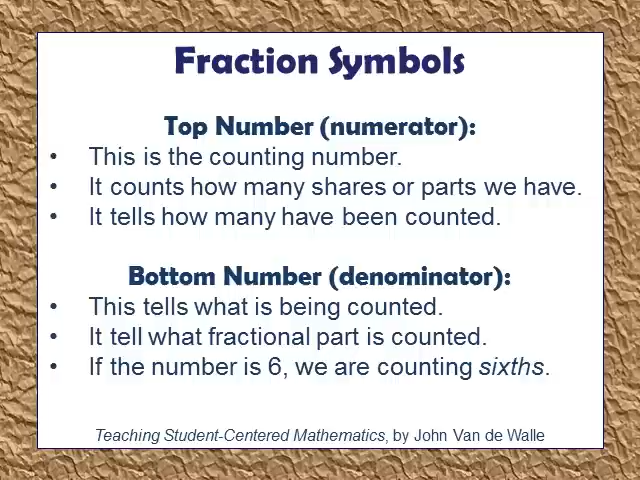 Fraction Symbols
Top Number (numerator):
• This is the counting number.
• It counts how many shares or parts we have.
• It tells how many have been counted.
Bottom Number (denominator):
• This tells what is being counted.
• It tell what fractional part is counted.
• If the number is 6, we are counting sixths.
Teaching Student-Centered Mathematics, by John Van de Walle